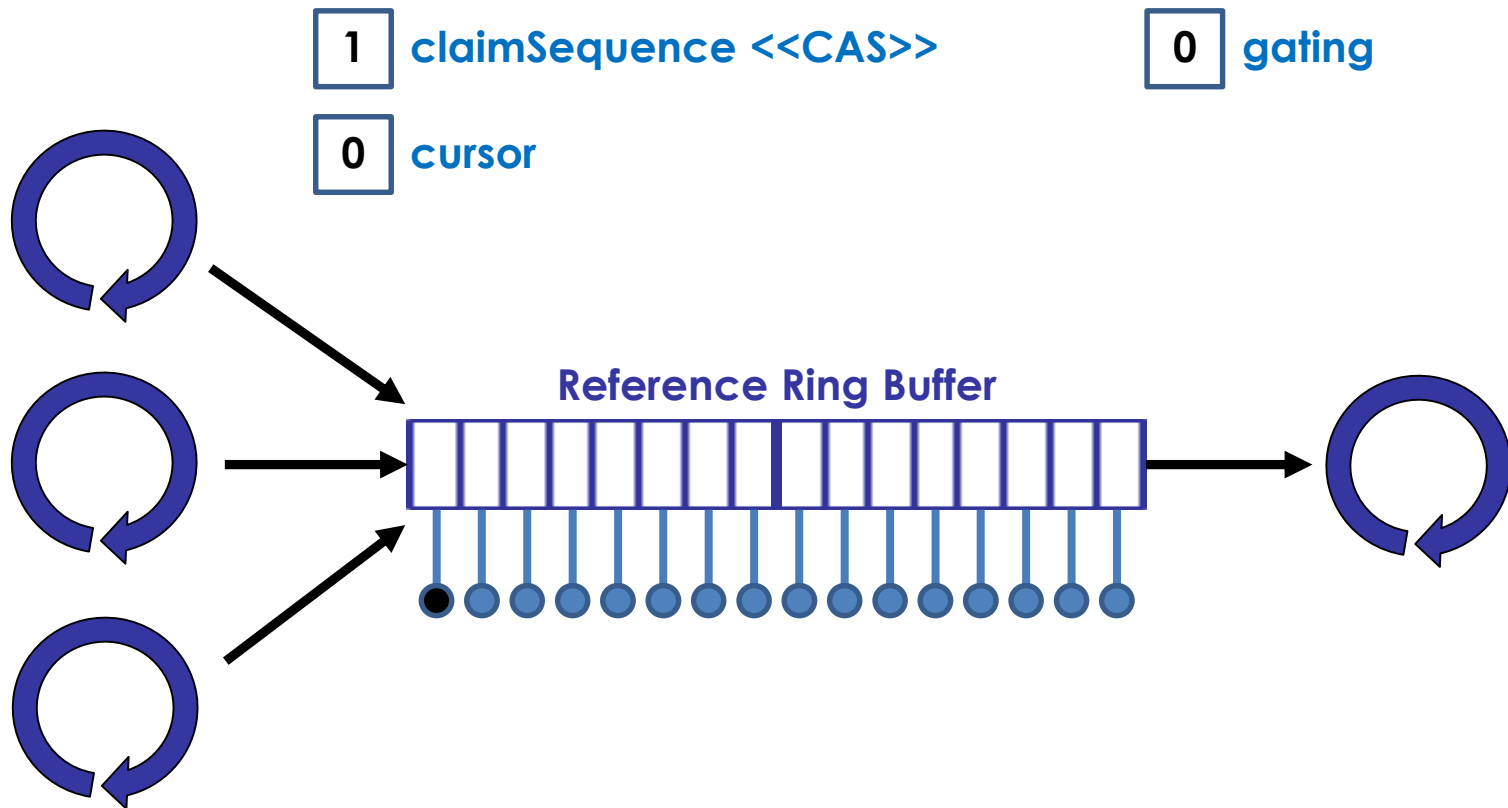 1 claimSequence <<CAS>>
0 gating
0 cursor
Reference Ring Buffer